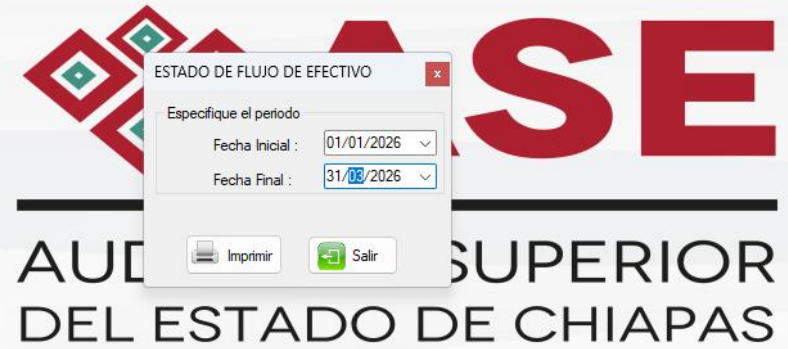 ASE
ESTADO DE FLUJO DE EFECTIVO
x
Especifique el periodo
Fecha Inicial : 01/01/2026
Fecha Final : 31/03/2026
Imprimir Salir
SUPERIOR
DEL ESTADO DE CHIAPAS